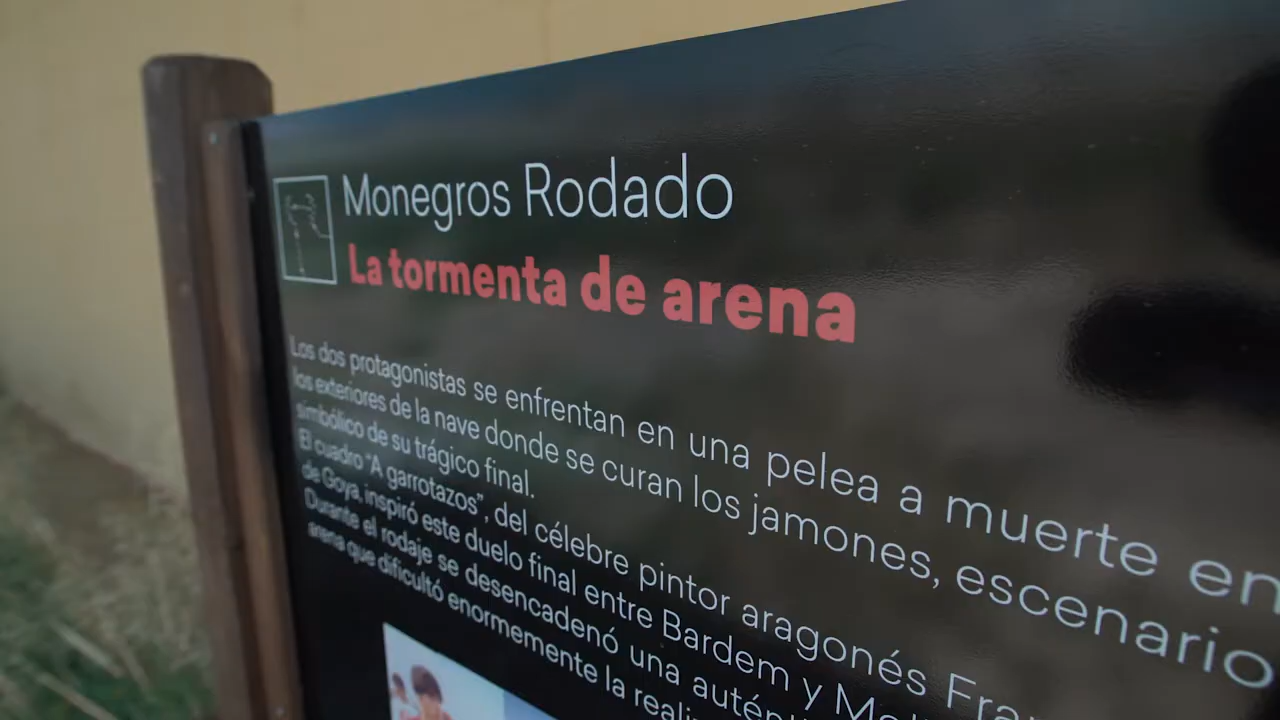 Monegros Rodado
La tormenta de arena
Los dos protagonistas se enfrentan en una pelea a muerte en
los exteriores de la nave donde se curan los jamones, escenario
simbólico de su trágico final.
El cuadro “A garrotazos”, del célebre pintor aragonés Fra
de Goya, inspiró este duelo final entre Bardem y Mo
Durante el rodaje se desencadenó una autén
arena que dificultó enormemente la reali